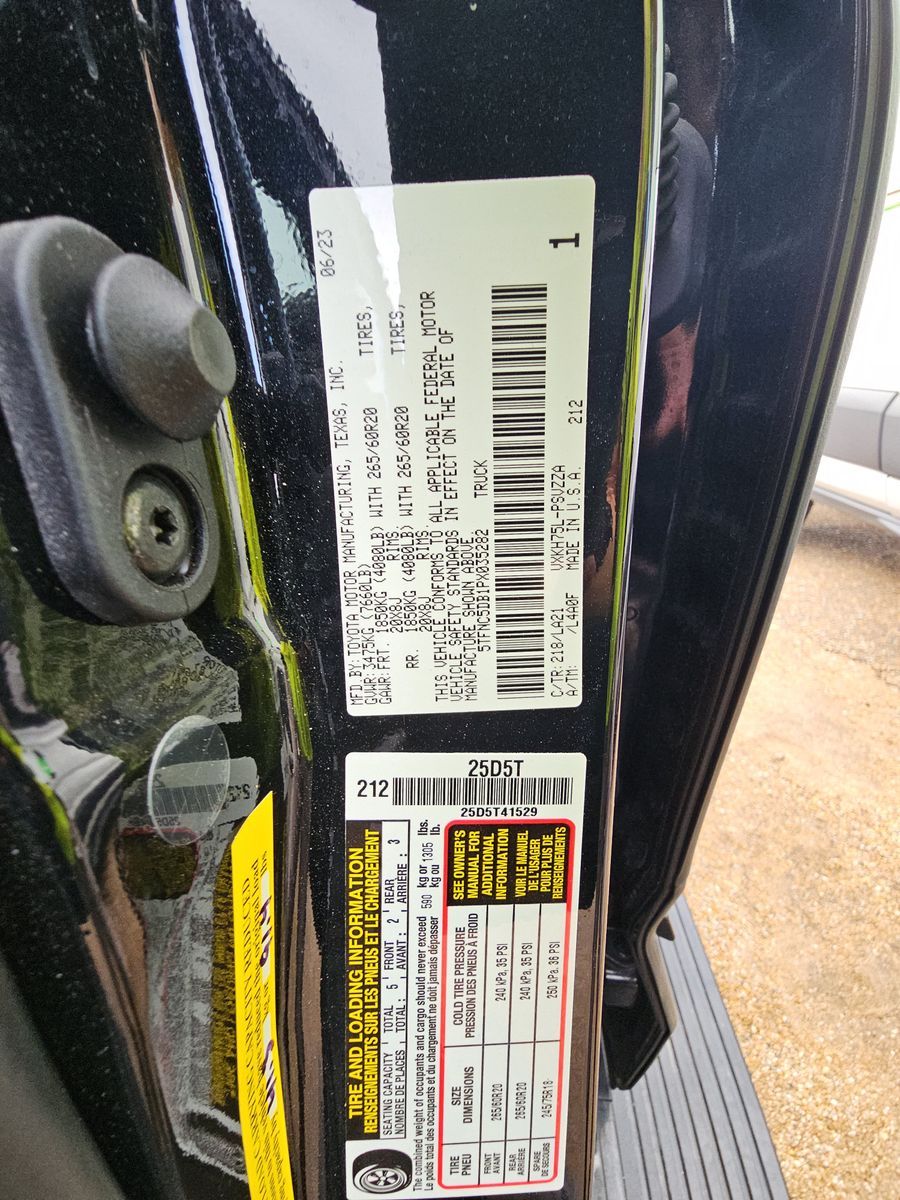 06/23
MFD.BY:TOYOTA MOTOR MANUFACTURING, TEXAS, INC.
GVWR:3475KG (7660LB)
GAWR:FRT. 1850KG (4080LB) WITH 265/60R20 TIRES,
20X8J RIMS
RR. 1850KG (4080LB) WITH 265/60R20 TIRES,
20X8J RIMS
THIS VEHICLE CONFORMS TO ALL APPLICABLE FEDERAL MOTOR
VEHICLE SAFETY STANDARDS IN EFFECT ON THE DATE OF
MANUFACTURE SHOWN ABOVE.
5TFNC5DB1PX035282 TRUCK
1
C/TR:218/LA21 VXKH75L-PSVZZA
A/TM: /L4A0F MADE IN U.S.A. 212
25D5T
212
25D5T41529
TIRE AND LOADING INFORMATION
RENSEIGNEMENTS SUR LES PNEUS ET LE CHARGEMENT
SEATING CAPACITY TOTAL 5 FRONT 2 REAR 3
NOMBRE DE PLACES TOTAL : AVANT : ARRIÈRE :
The combined weight of occupants and cargo should never exceed 590 kg or 1305 lbs.
Le poids total des occupants et du chargement ne doit jamais dépasser kg ou lb.
TIRE SIZE COLD TIRE PRESSURE
PNEU DIMENSIONS PRESSION DES PNEUS À FROID
FRONT
AVANT 265/60R20 240 kPa, 35 PSI
REAR
ARRIÈRE 265/60R20 240 kPa, 35 PSI
SPARE
DE SECOURS 245/75R18 250 kPa, 36 PSI
SEE OWNER'S
MANUAL FOR
ADDITIONAL
INFORMATION
VOIR LE MANUEL
DE L'USAGER
POUR PLUS DE
RENSEIGNEMENTS